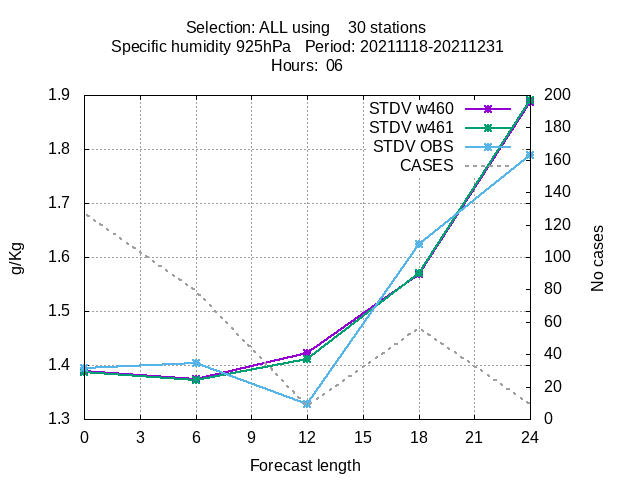 Selection: ALL using    30 stations
Specific humidity 925hPa   Period: 20211118-20211231
Hours:  06
STDV w460
STDV w461
STDV OBS
CASES
1.9
1.8
1.7
1.6
1.5
1.4
1.3
g/Kg
200
180
160
140
120
100
80
60
40
20
0
No cases
0 3 6 9 12 15 18 21 24
Forecast length